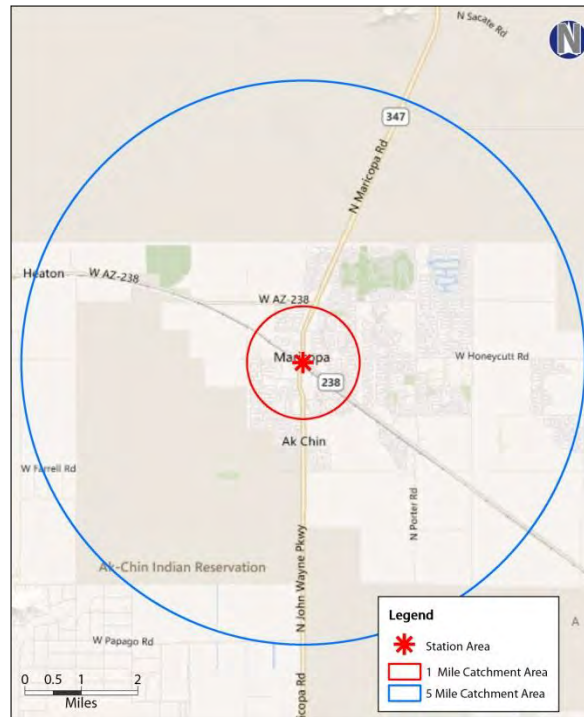 N Sacate Rd
N
347
N Maricopa Rd
Heaton
W AZ-238
W AZ-238
Maricopa
W Honeycutt Rd
238
Ak Chin
W Farrell Rd
N Porter Rd
N John Wayne Pkwy
Ak-Chin Indian Reservation
W Papago Rd
A
Legend
Station Area
1 Mile Catchment Area
5 Mile Catchment Area
0 0.5 1 2
Miles
Maricopa Rd